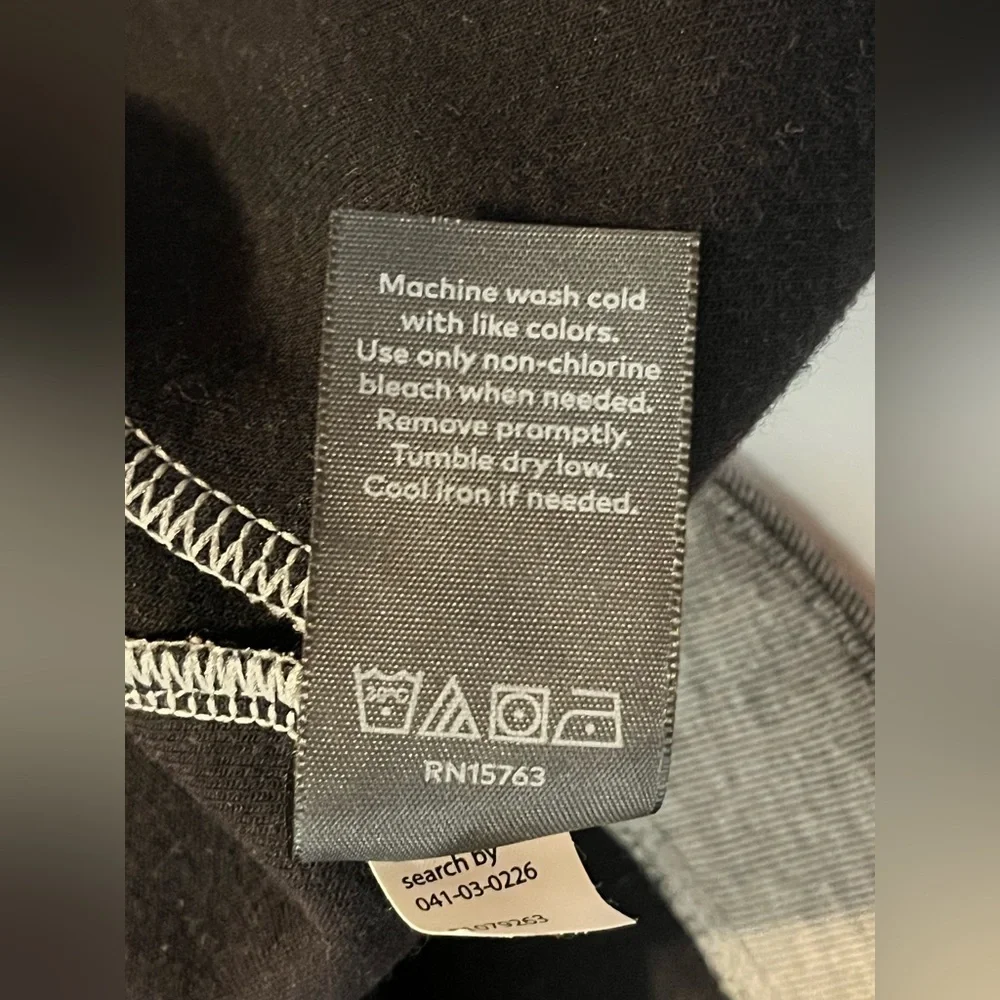 Machine wash cold
with like colors.
Use only non-chlorine
bleach when needed.
Remove promptly.
Tumble dry low.
Cool iron if needed.
30°C
RN15763
search by
041-03-0226